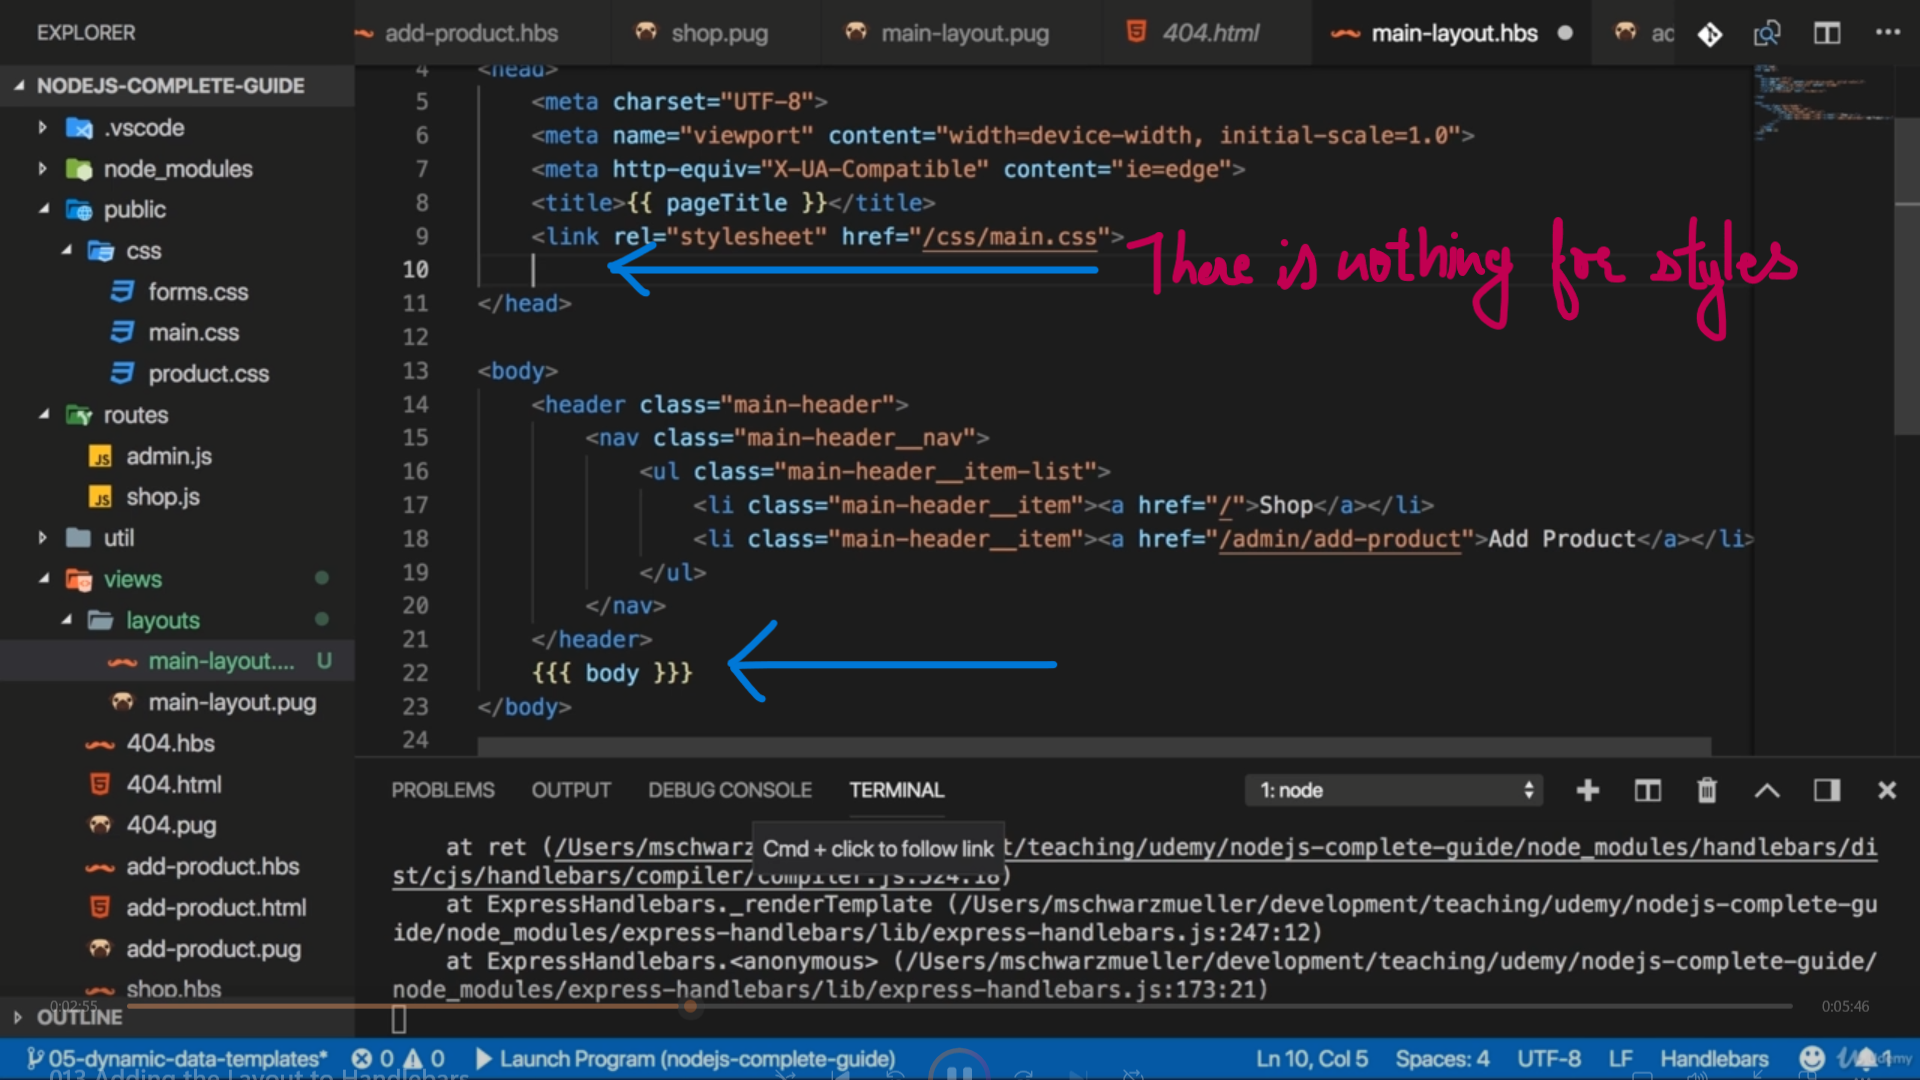 EXPLORER
add-product.hbs
shop.pug
main-layout.pug
404.html
main-layout.hbs
ad
NODEJS-COMPLETE-GUIDE
.vscode
node_modules
public
css
forms.css
main.css
product.css
routes
admin.js
shop.js
util
views
layouts
main-layout.... U
main-layout.pug
404.hbs
404.html
404.pug
add-product.hbs
add-product.html
add-product.pug
shop.hbs
OUTLINE
4 <head>
5 <meta charset="UTF-8">
6 <meta name="viewport" content="width=device-width, initial-scale=1.0">
7 <meta http-equiv="X-UA-Compatible" content="ie=edge">
8 <title>{{ pageTitle }}</title>
9 <link rel="stylesheet" href="/css/main.css">
10
There is nothing for styles
11 </head>
12
13 <body>
14 <header class="main-header">
15 <nav class="main-header__nav">
16 <ul class="main-header__item-list">
17 <li class="main-header__item"><a href="/">Shop</a></li>
18 <li class="main-header__item"><a href="/admin/add-product">Add Product</a></li>
19 </ul>
20 </nav>
21 </header>
22 {{{ body }}}
23 </body>
24
PROBLEMS OUTPUT DEBUG CONSOLE TERMINAL 1: node
at ret (/Users/mschwarz t/teaching/udemy/nodejs-complete-guide/node_modules/handlebars/di
Cmd + click to follow link
st/cjs/handlebars/compiler/compiler.js:524:18)
at ExpressHandlebars._renderTemplate (/Users/mschwarzmueller/development/teaching/udemy/nodejs-complete-gu
ide/node_modules/express-handlebars/lib/express-handlebars.js:247:12)
at ExpressHandlebars.<anonymous> (/Users/mschwarzmueller/development/teaching/udemy/nodejs-complete-guide/
node_modules/express-handlebars/lib/express-handlebars.js:173:21)
0:02:55
0:05:46
05-dynamic-data-templates* 0 0 Launch Program (nodejs-complete-guide) Ln 10, Col 5 Spaces: 4 UTF-8 LF Handlebars 1
013 Adding the Layout to Handlebars